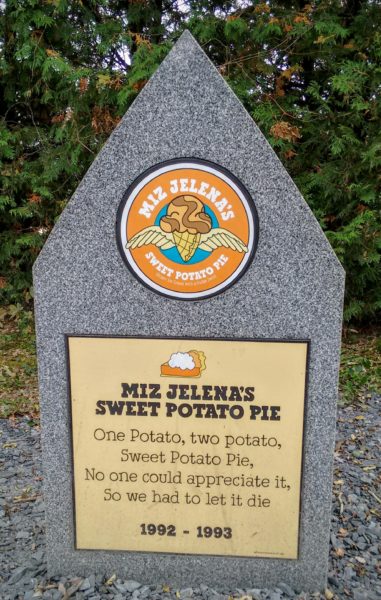 MIZ JELENA'S
SWEET POTATO PIE
MIZ JELENA'S
SWEET POTATO PIE
One Potato, two potato,
Sweet Potato Pie,
No one could appreciate it,
So we had to let it die
1992 - 1993